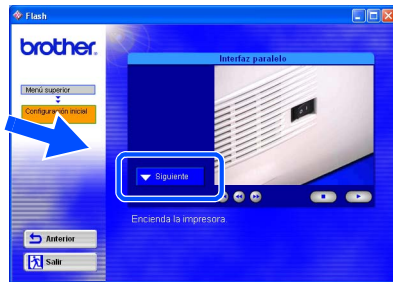 Flash
brother.
Interfaz paralelo
Menú superior
Configuración inicial
Siguiente
Encienda la impresora.
Anterior
Salir